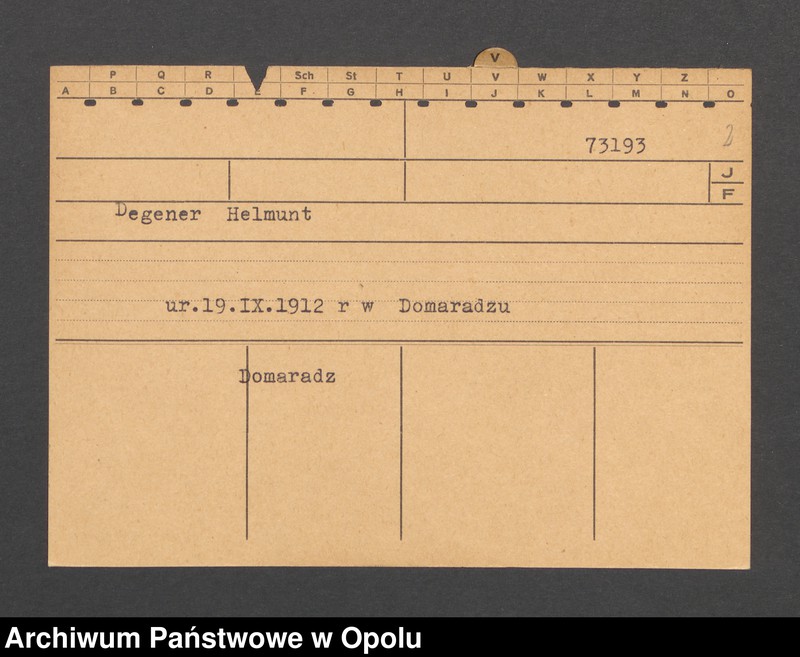 V
P Q R Sch St T U V W X Y Z
A B C D E F G H I J K L M N O
73193 2
J
F
Degener Helmunt
ur.19.IX.1912 r w Domaradzu
Domaradz
Archiwum Państwowe w Opolu